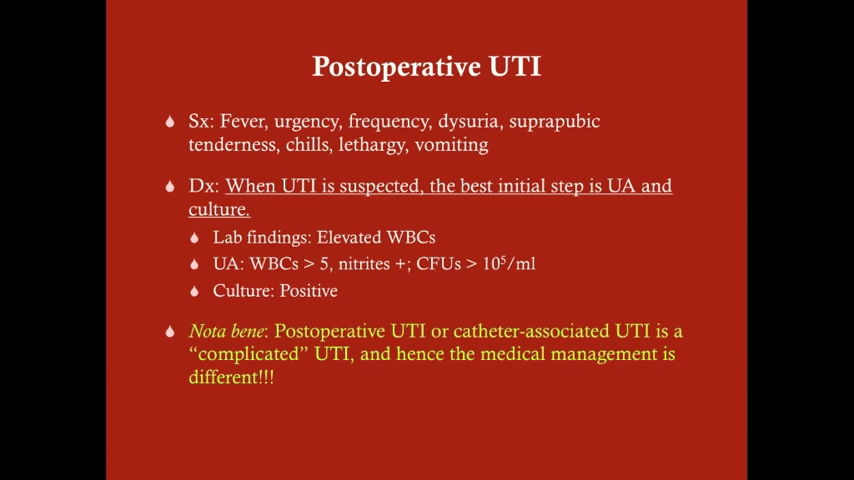 Postoperative UTI
Sx: Fever, urgency, frequency, dysuria, suprapubic
tenderness, chills, lethargy, vomiting
Dx: When UTI is suspected, the best initial step is UA and
culture.
Lab findings: Elevated WBCs
UA: WBCs > 5, nitrites +; CFUs > 10⁵/ml
Culture: Positive
Nota bene: Postoperative UTI or catheter-associated UTI is a
“complicated” UTI, and hence the medical management is
different!!!